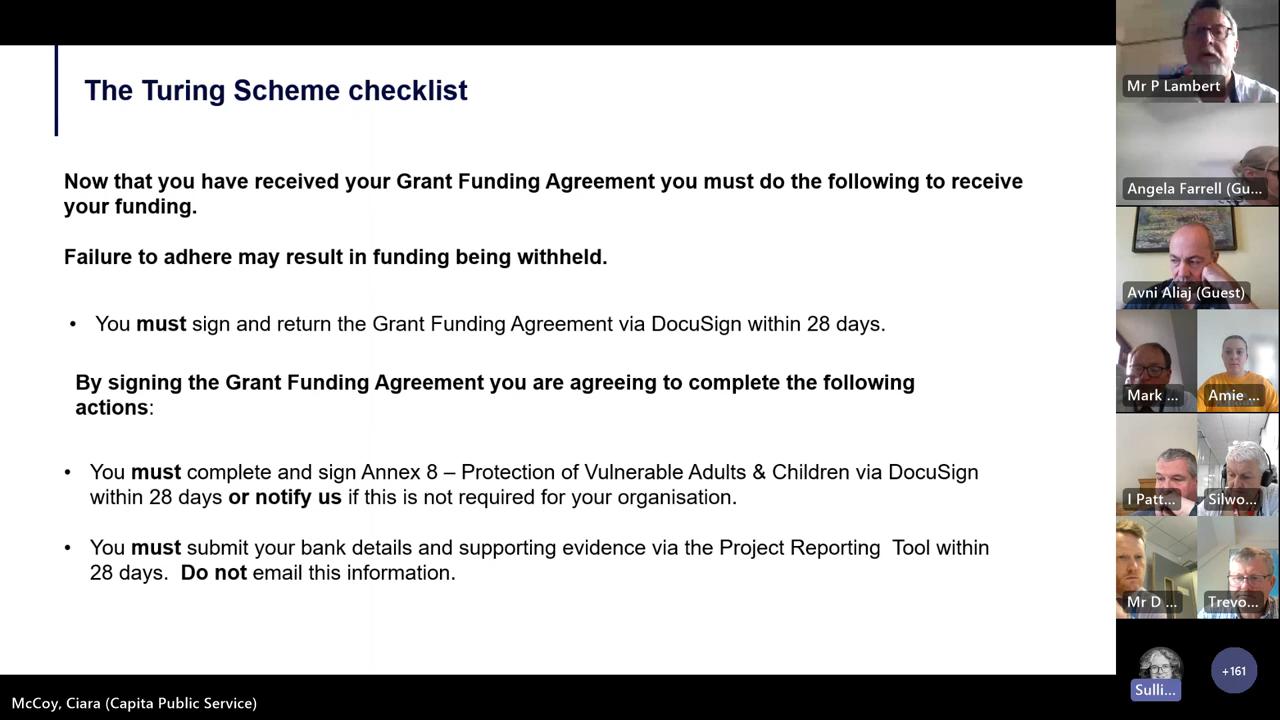 The Turing Scheme checklist
Now that you have received your Grant Funding Agreement you must do the following to receive
your funding.
Failure to adhere may result in funding being withheld.
• You must sign and return the Grant Funding Agreement via DocuSign within 28 days.
By signing the Grant Funding Agreement you are agreeing to complete the following
actions:
• You must complete and sign Annex 8 – Protection of Vulnerable Adults & Children via DocuSign
within 28 days or notify us if this is not required for your organisation.
• You must submit your bank details and supporting evidence via the Project Reporting Tool within
28 days. Do not email this information.
Mr P Lambert
Angela Farrell (Gu...
Avni Aliaj (Guest)
Mark ...
Amie ...
I Patt...
Silwo...
Mr D ...
Trevo...
Sulli...
+161
McCoy, Ciara (Capita Public Service)